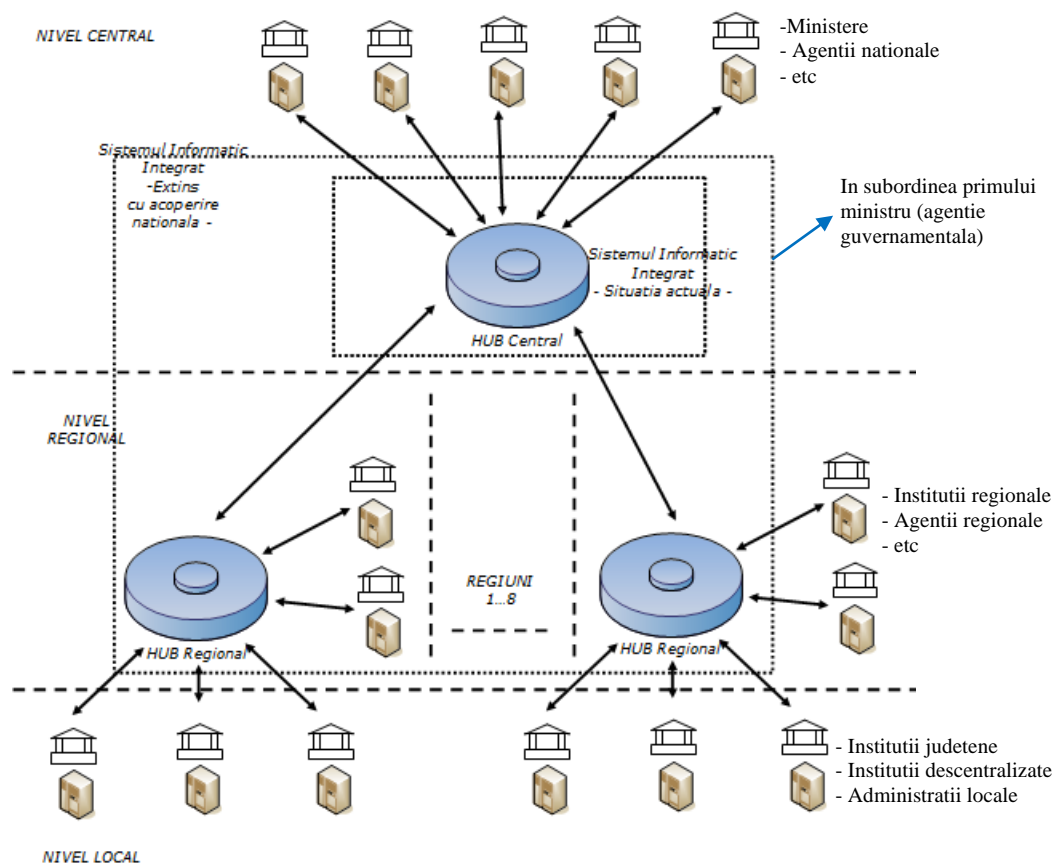 NIVEL CENTRAL
-Ministere
- Agentii nationale
- etc
Sistemul Informatic
Integrat
-Extins
cu acoperire
nationala -
In subordinea primului
ministru (agentie
guvernamentala)
Sistemul Informatic
Integrat
- Situatia actuala -
HUB Central
NIVEL
REGIONAL
- Institutii regionale
- Agentii regionale
- etc
REGIUNI
1...8
HUB Regional
HUB Regional
- Institutii judetene
- Institutii descentralizate
- Administratii locale
NIVEL LOCAL